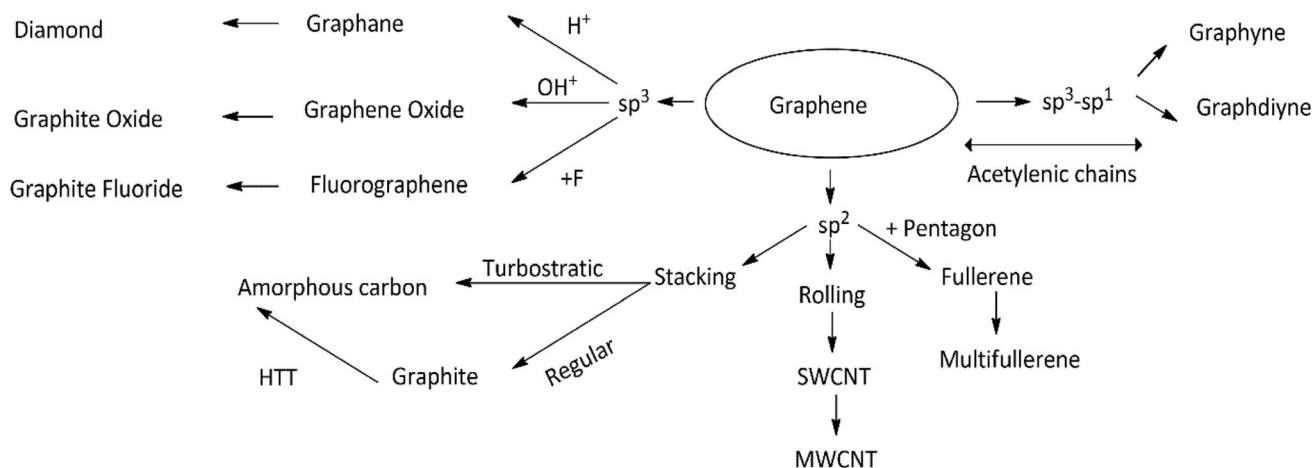 Diamond
Graphane
H⁺
Graphyne
OH⁺
Graphite Oxide
Graphene Oxide
sp³
Graphene
sp³-sp¹
Graphdiyne
Acetylenic chains
Graphite Fluoride
Fluorographene
+F
sp²
+ Pentagon
Amorphous carbon
Turbostratic
Stacking
Rolling
Fullerene
HTT
Graphite
Regular
SWCNT
Multifullerene
MWCNT